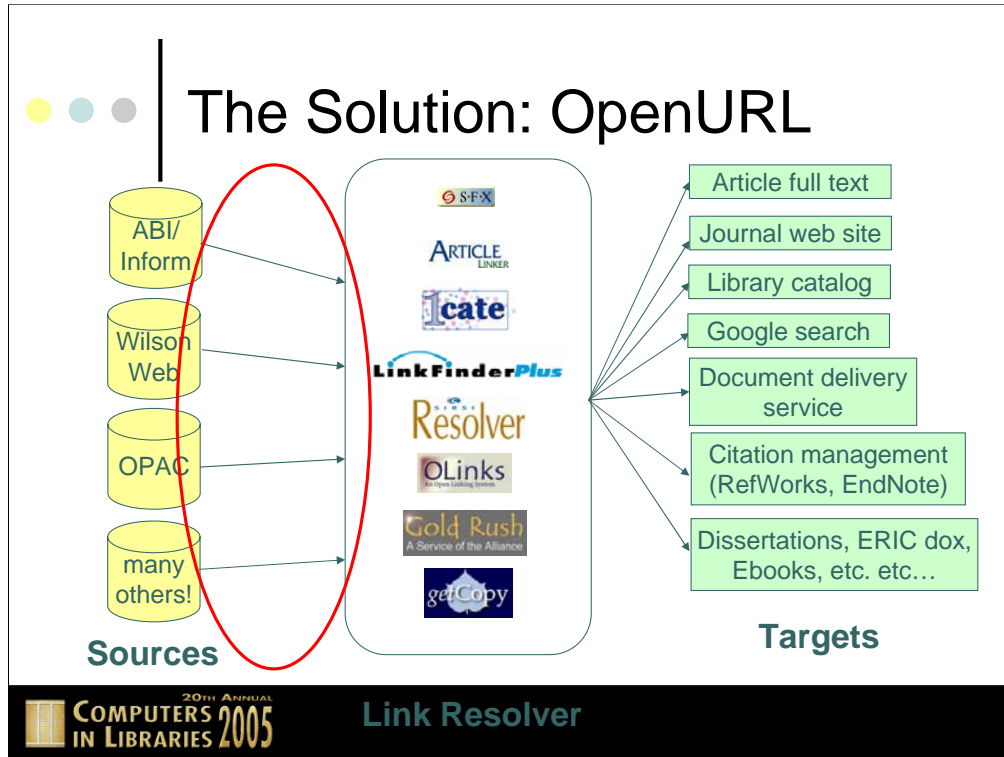 The Solution: OpenURL
ABI/
Inform
Wilson
Web
OPAC
many
others!
Sources
S·F·X
ARTICLE
LINKER
1cate
LinkFinderPlus
SIRSI
Resolver
OLinks
An Open Linking System
Gold Rush
A Service of the Alliance
getCopy
Link Resolver
Article full text
Journal web site
Library catalog
Google search
Document delivery
service
Citation management
(RefWorks, EndNote)
Dissertations, ERIC dox,
Ebooks, etc. etc…
Targets
20TH ANNUAL
COMPUTERS
IN LIBRARIES 2005